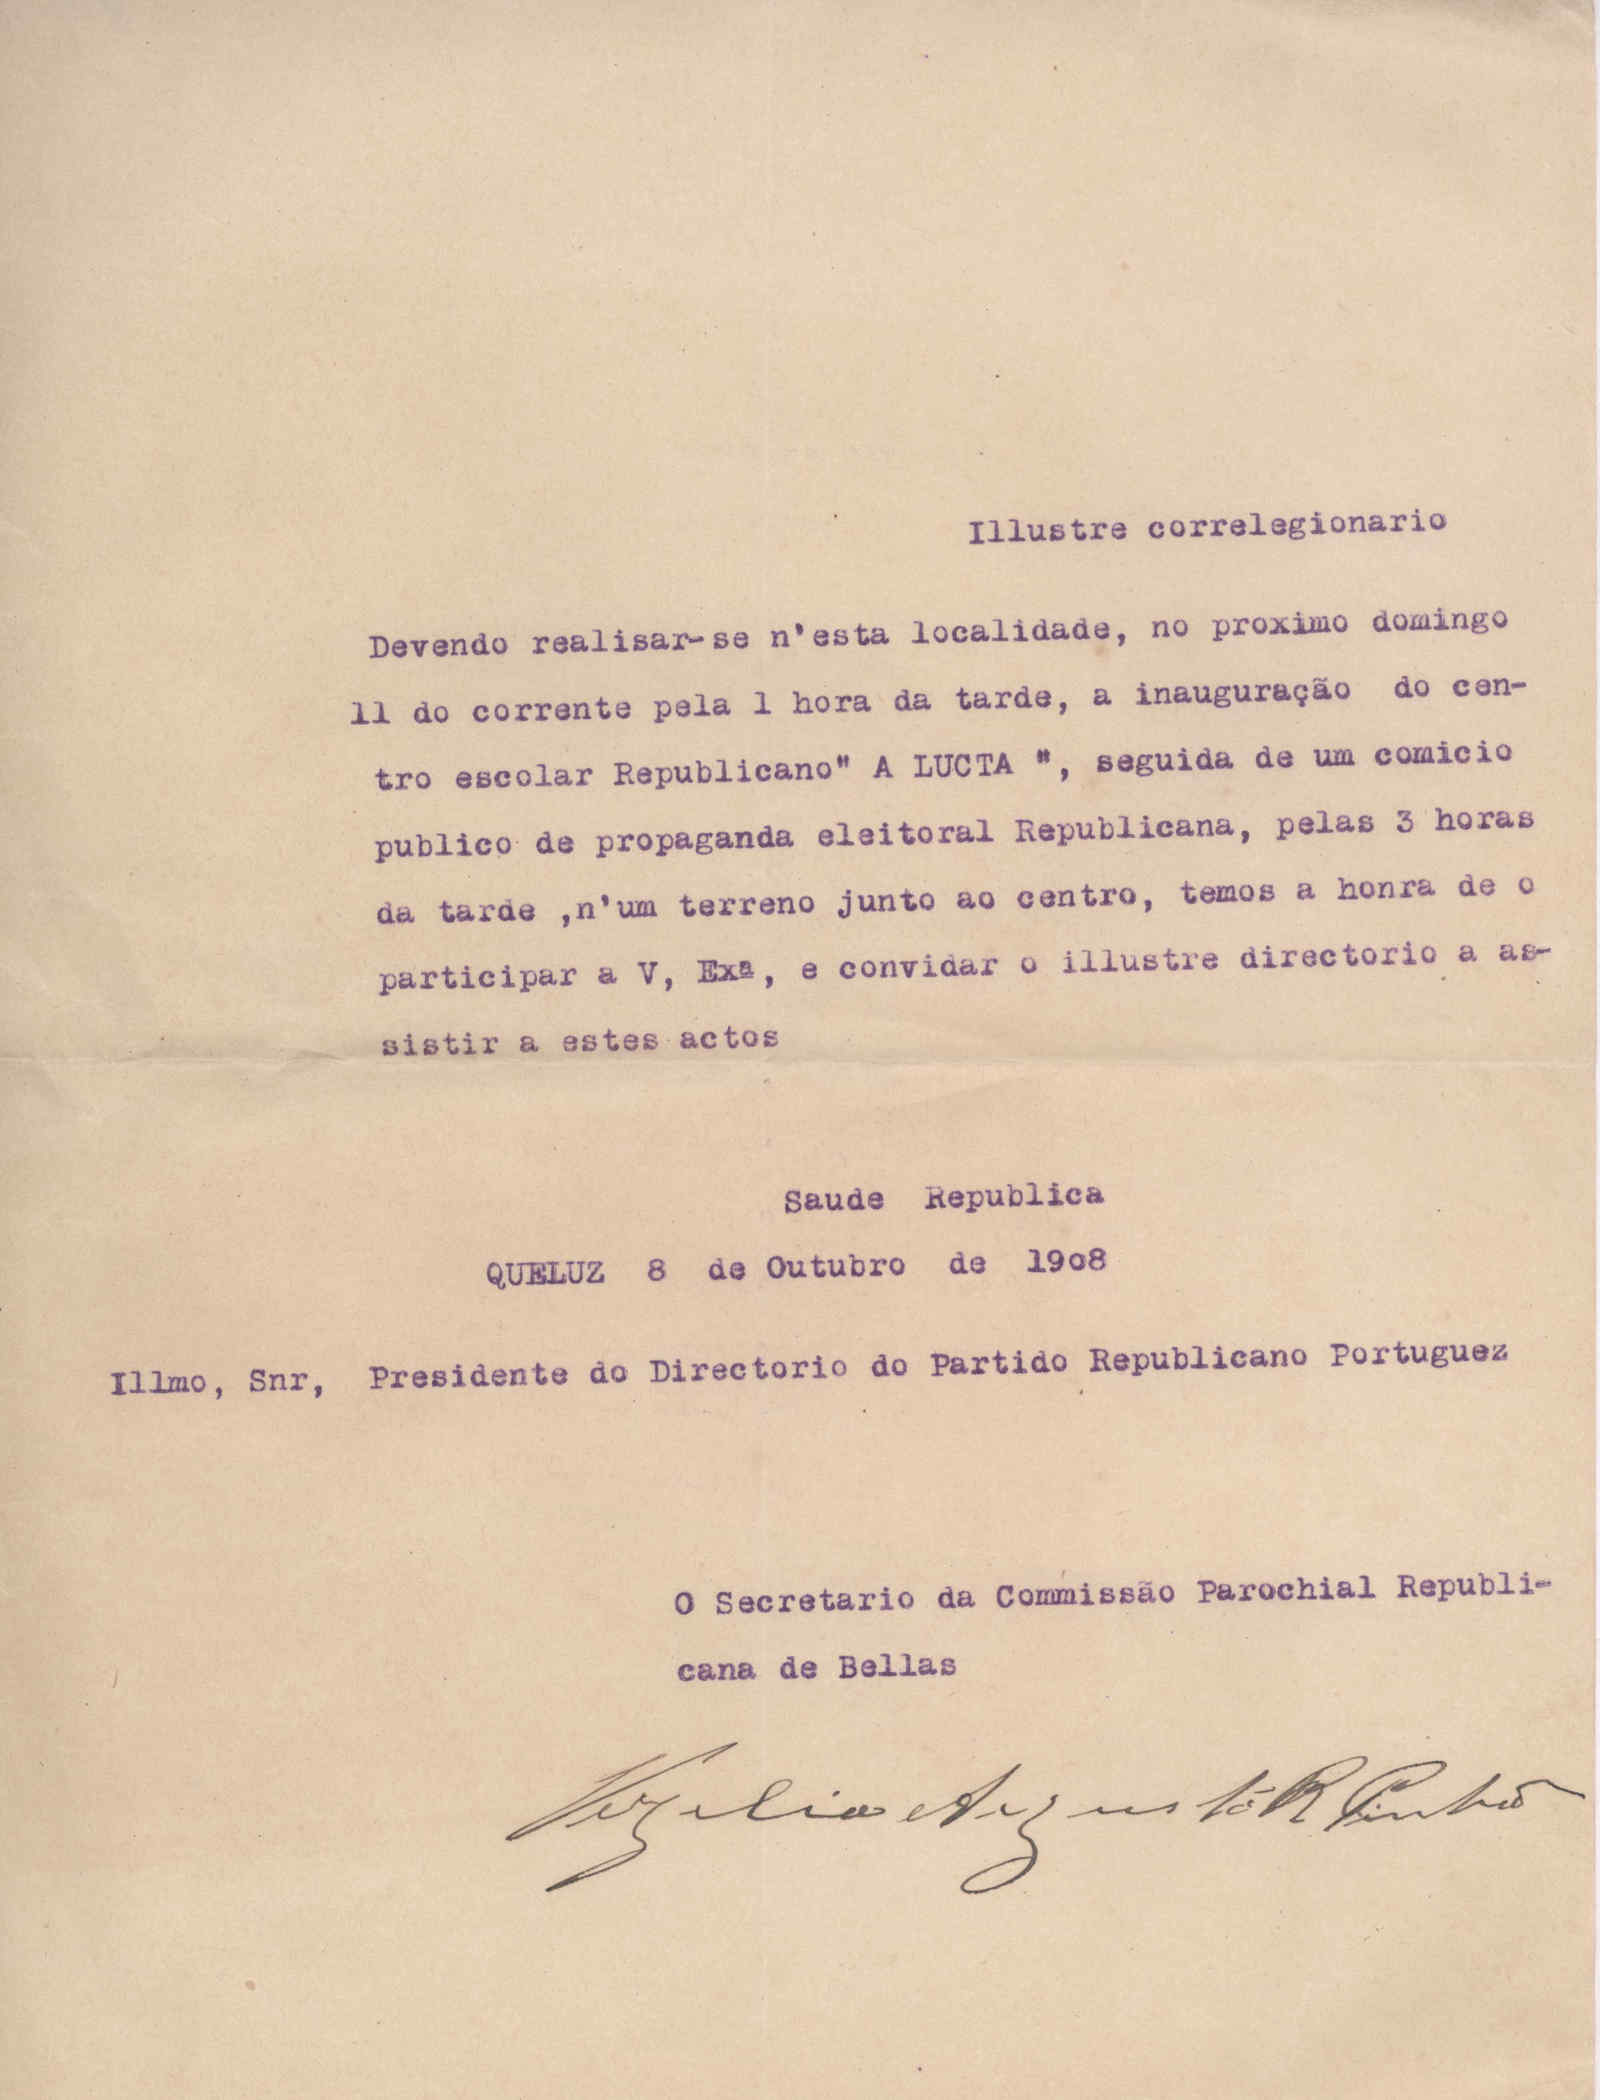 Illustre correlegionario
Devendo realisar-se n'esta localidade, no proximo domingo
11 do corrente pela 1 hora da tarde, a inauguração do cen-
tro escolar Republicano" A LUCTA ", seguida de um comicio
publico de propaganda eleitoral Republicana, pelas 3 horas
da tarde ,n'um terreno junto ao centro, temos a honra de o
participar a V, Exª, e convidar o illustre directorio a as-
sistir a estes actos
Saude Republica
QUELUZ 8 de Outubro de 1908
Illmo, Snr, Presidente do Directorio do Partido Republicano Portuguez
O Secretario da Commissão Parochial Republi-
cana de Bellas
Vergilio Augusto R Pinhão